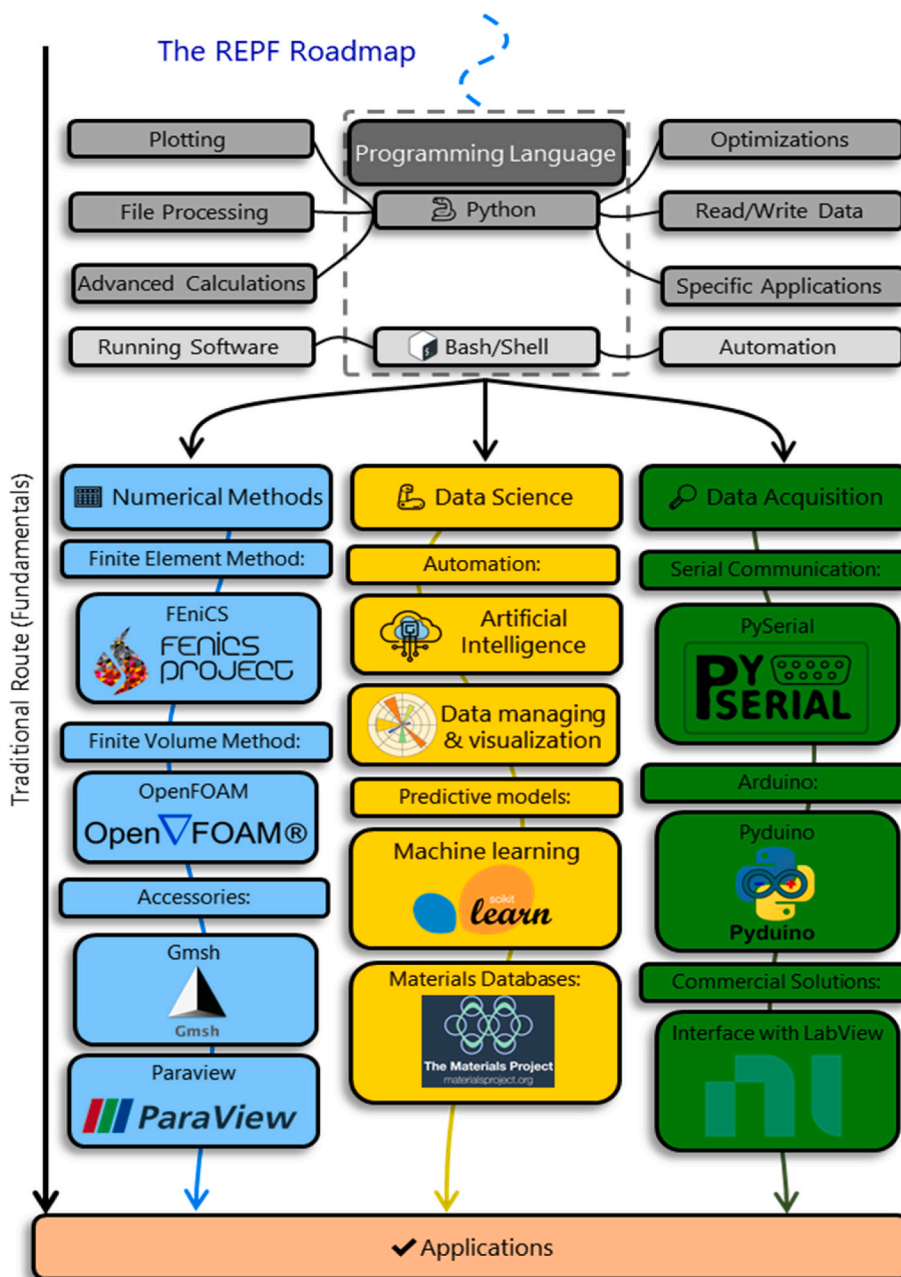 The REPF Roadmap
Programming Language
Plotting
Optimizations
Python
File Processing
Read/Write Data
Advanced Calculations
Specific Applications
Running Software
Bash/Shell
Automation
Traditional Route (Fundamentals)
Numerical Methods
Finite Element Method:
FEniCS
FENICS
PROJECT
Finite Volume Method:
OpenFOAM
Open FOAM®
Accessories:
Gmsh
Gmsh
Paraview
ParaView
Data Science
Automation:
Artificial
Intelligence
Data managing
& visualization
Predictive models:
Machine learning
scikit
learn
Materials Databases:
The Materials Project
materialsproject.org
Data Acquisition
Serial Communication:
PySerial
PY
SERIAL
Arduino:
Pyduino
Pyduino
Commercial Solutions:
Interface with LabView
ni
Applications